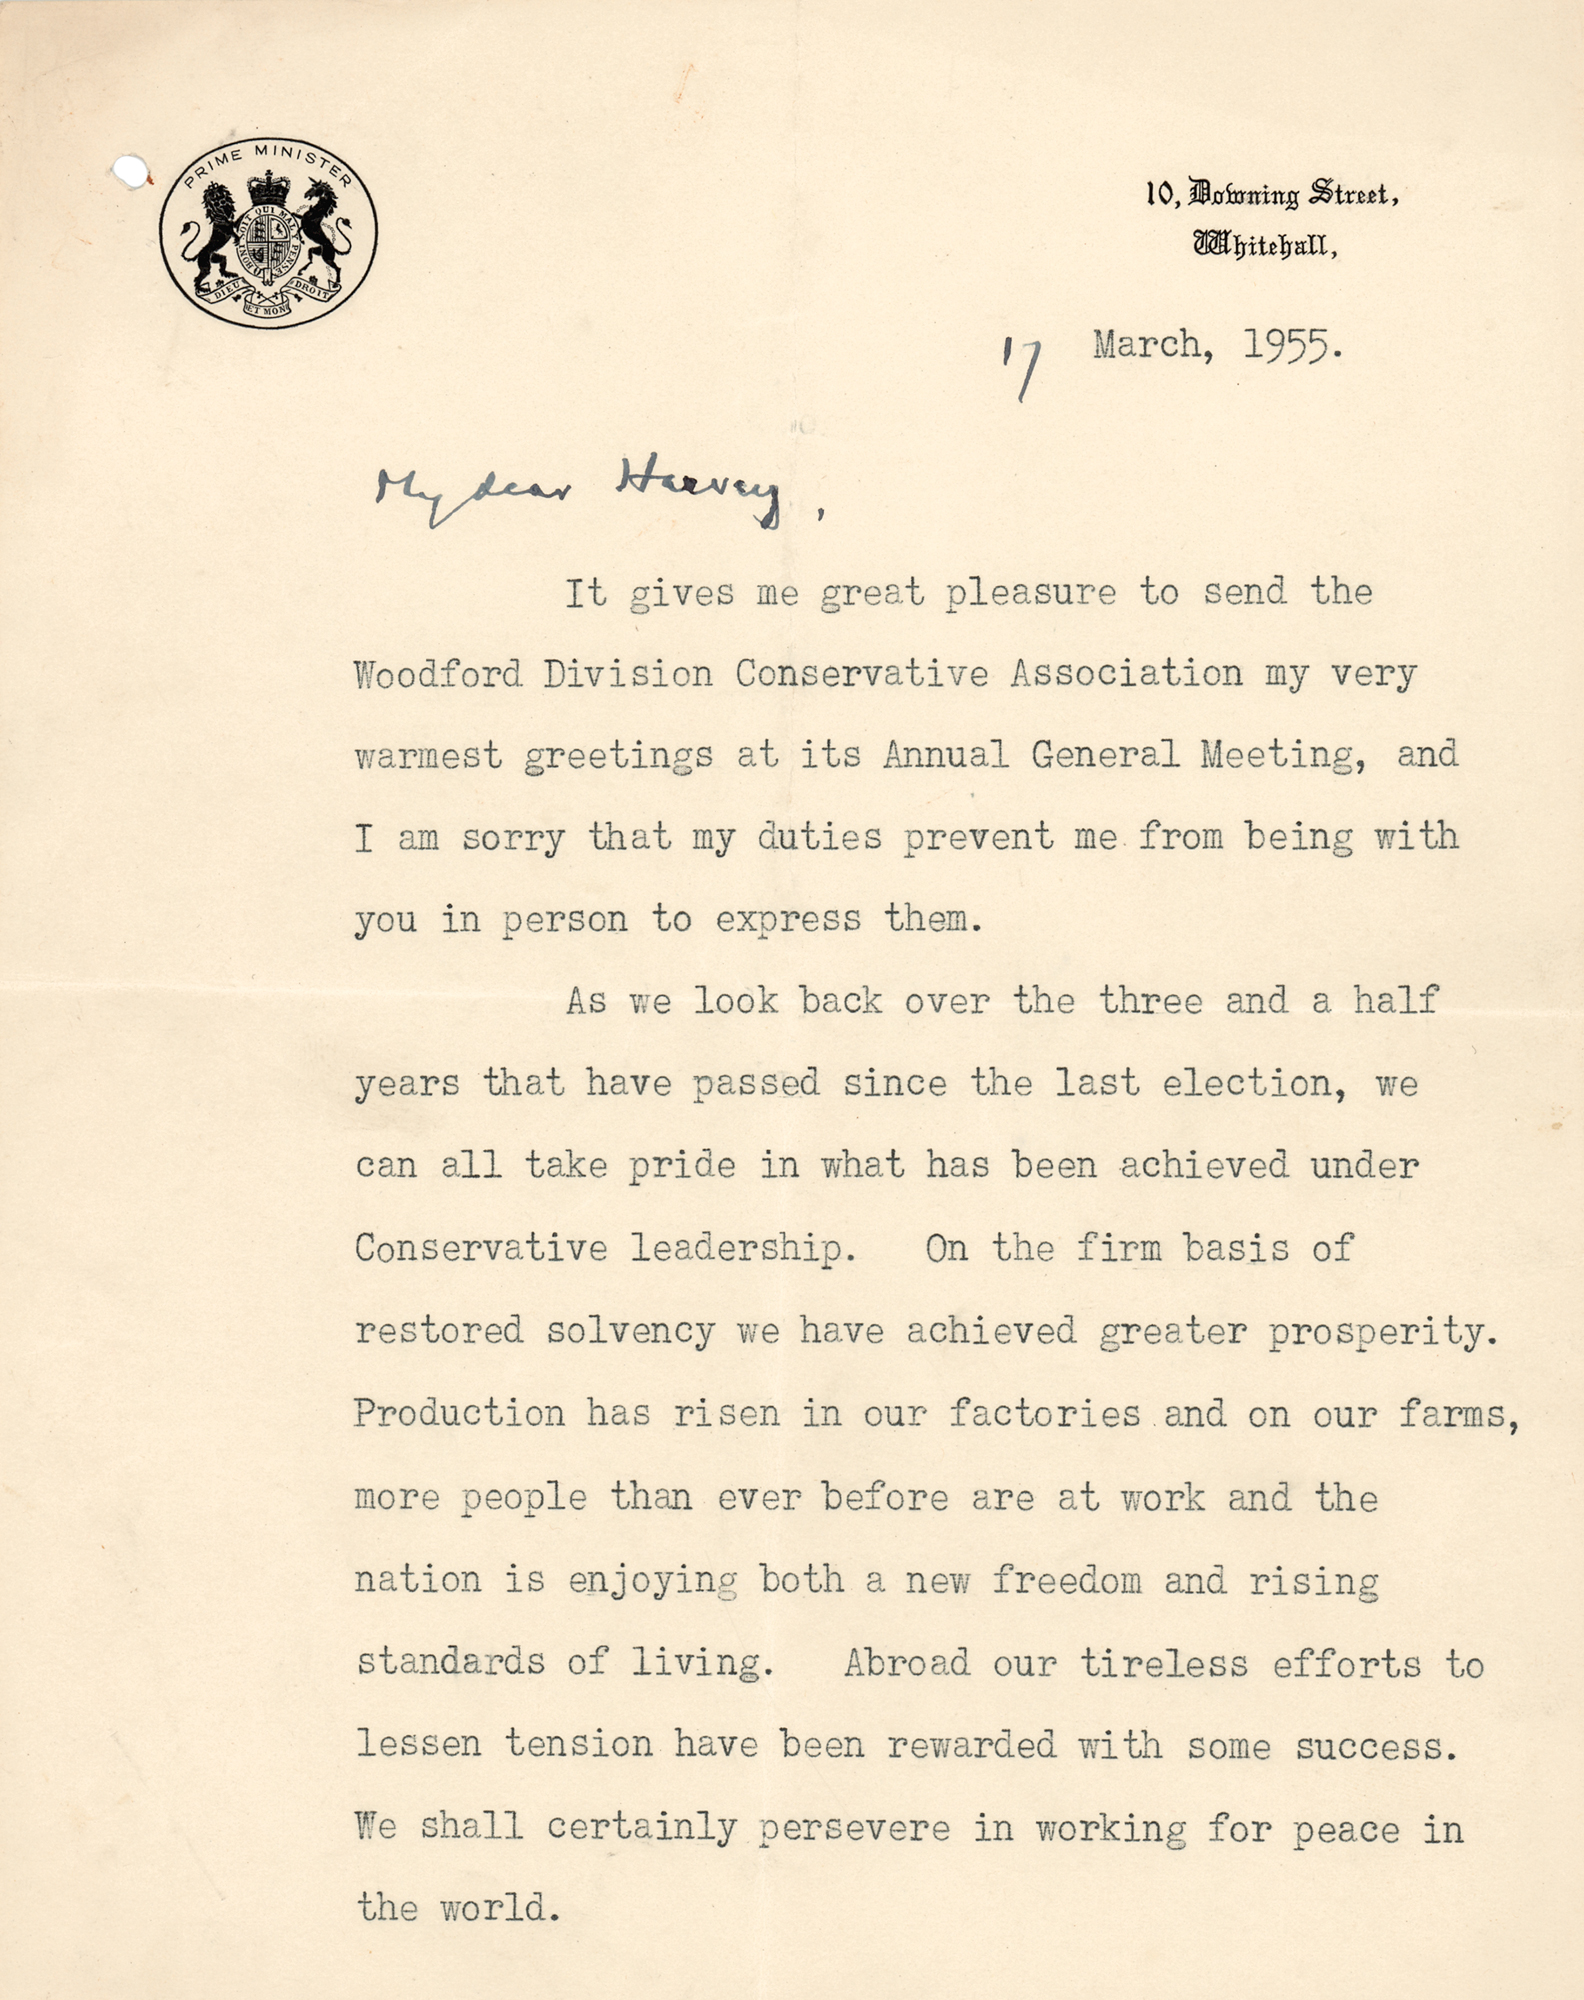 PRIME MINISTER
HONI SOIT QUI MAL Y PENSE
DIEU ET MON DROIT
10, Downing Street,
Whitehall,
17 March, 1955.
My dear Harvey,
It gives me great pleasure to send the
Woodford Division Conservative Association my very
warmest greetings at its Annual General Meeting, and
I am sorry that my duties prevent me from being with
you in person to express them.
As we look back over the three and a half
years that have passed since the last election, we
can all take pride in what has been achieved under
Conservative leadership. On the firm basis of
restored solvency we have achieved greater prosperity.
Production has risen in our factories and on our farms,
more people than ever before are at work and the
nation is enjoying both a new freedom and rising
standards of living. Abroad our tireless efforts to
lessen tension have been rewarded with some success.
We shall certainly persevere in working for peace in
the world.